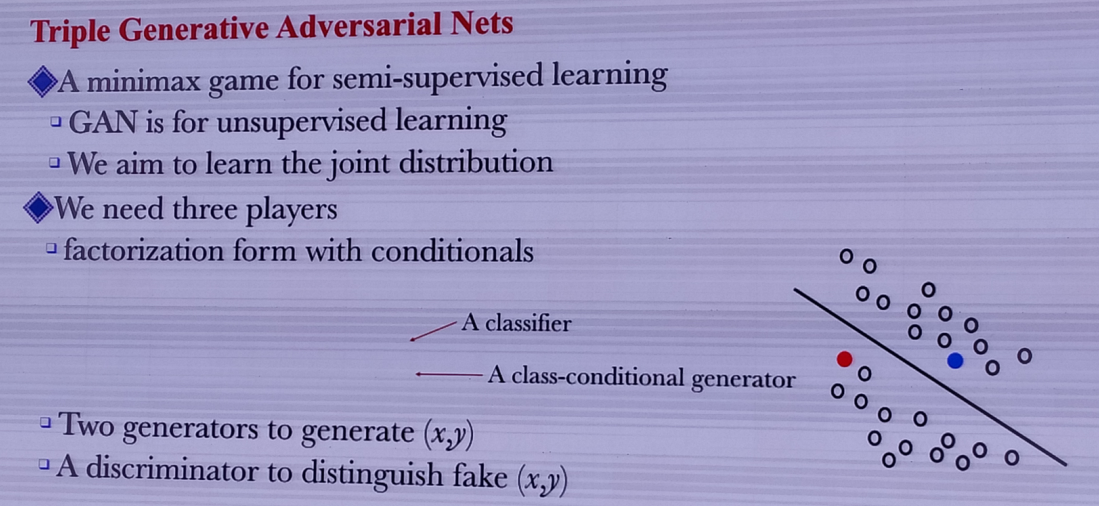 Triple Generative Adversarial Nets
A minimax game for semi-supervised learning
GAN is for unsupervised learning
We aim to learn the joint distribution
We need three players
factorization form with conditionals
A classifier
A class-conditional generator
Two generators to generate (x,y)
A discriminator to distinguish fake (x,y)